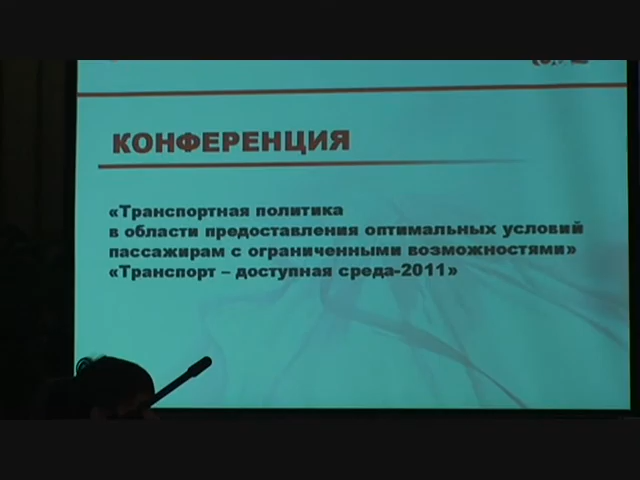 КОНФЕРЕНЦИЯ
«Транспортная политика
в области предоставления оптимальных условий
пассажирам с ограниченными возможностями»
«Транспорт – доступная среда-2011»